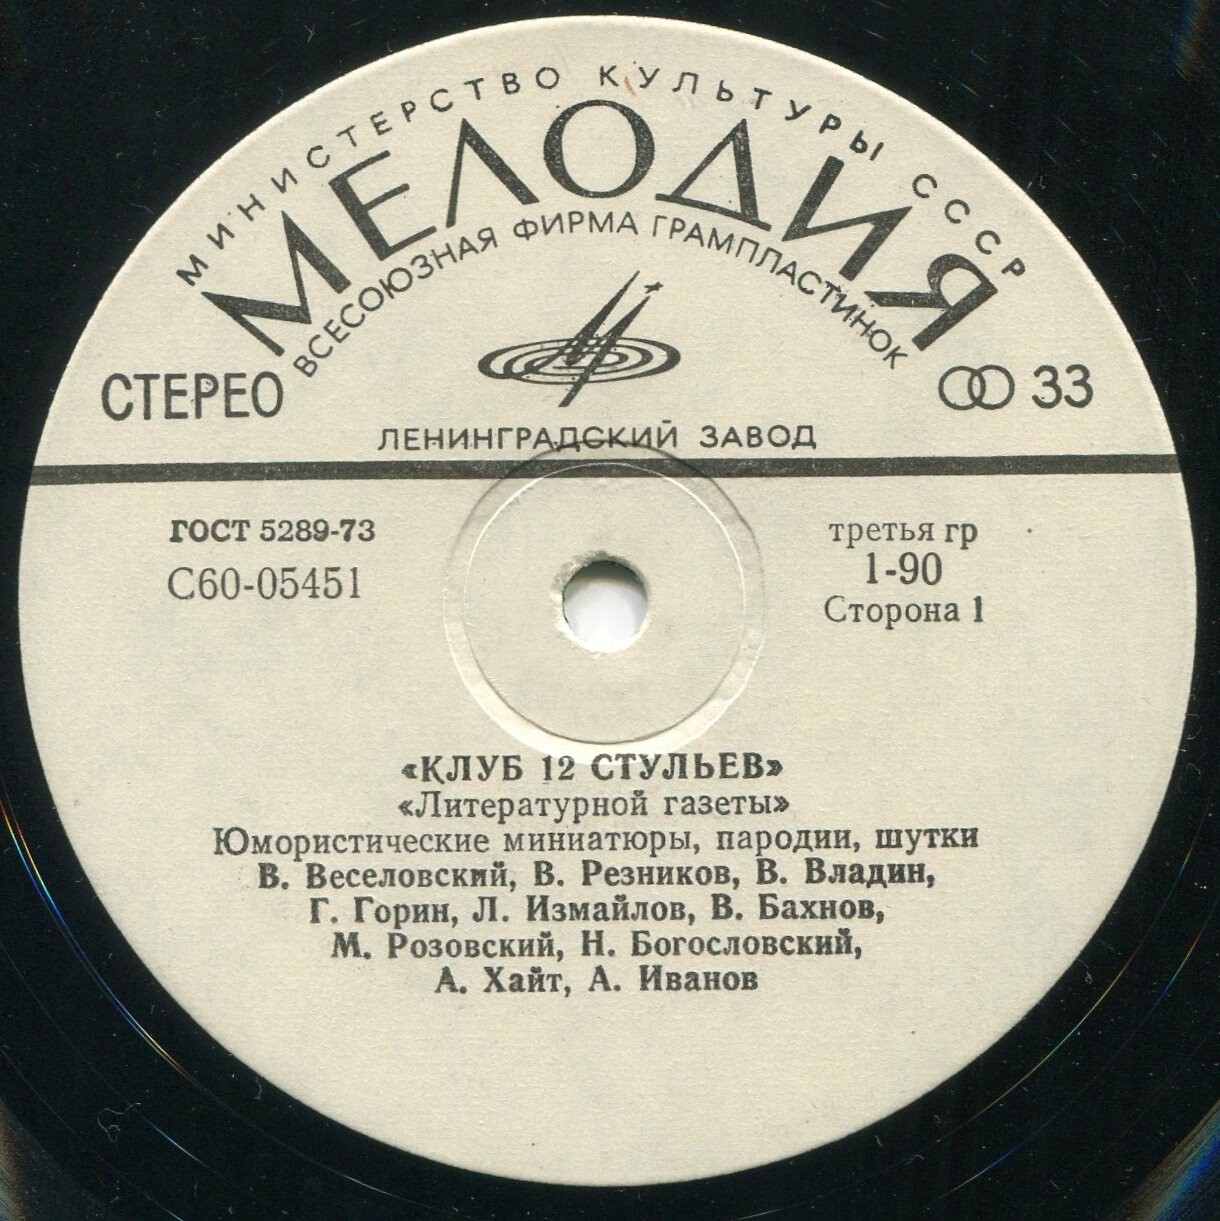 МИНИСТЕРСТВО КУЛЬТУРЫ СССР
МЕЛОДИЯ
ВСЕСОЮЗНАЯ ФИРМА ГРАМПЛАСТИНОК
СТЕРЕО
33
ЛЕНИНГРАДСКИЙ ЗАВОД
ГОСТ 5289-73
С60-05451
третья гр
1-90
Сторона 1
«КЛУБ 12 СТУЛЬЕВ»
«Литературной газеты»
Юмористические миниатюры, пародии, шутки
В. Веселовский, В. Резников, В. Владин,
Г. Горин, Л. Измайлов, В. Бахнов,
М. Розовский, Н. Богословский,
А. Хайт, А. Иванов